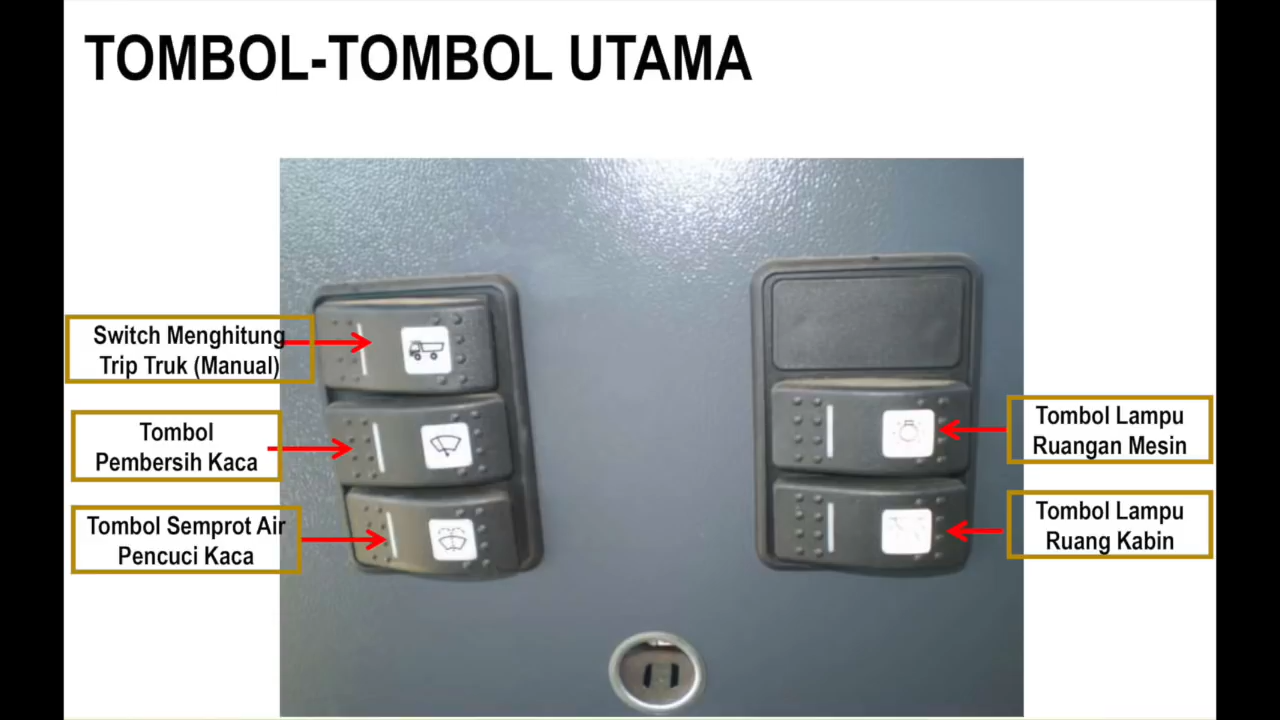 TOMBOL-TOMBOL UTAMA
Switch Menghitung
Trip Truk (Manual)
Tombol
Pembersih Kaca
Tombol Semprot Air
Pencuci Kaca
Tombol Lampu
Ruangan Mesin
Tombol Lampu
Ruang Kabin